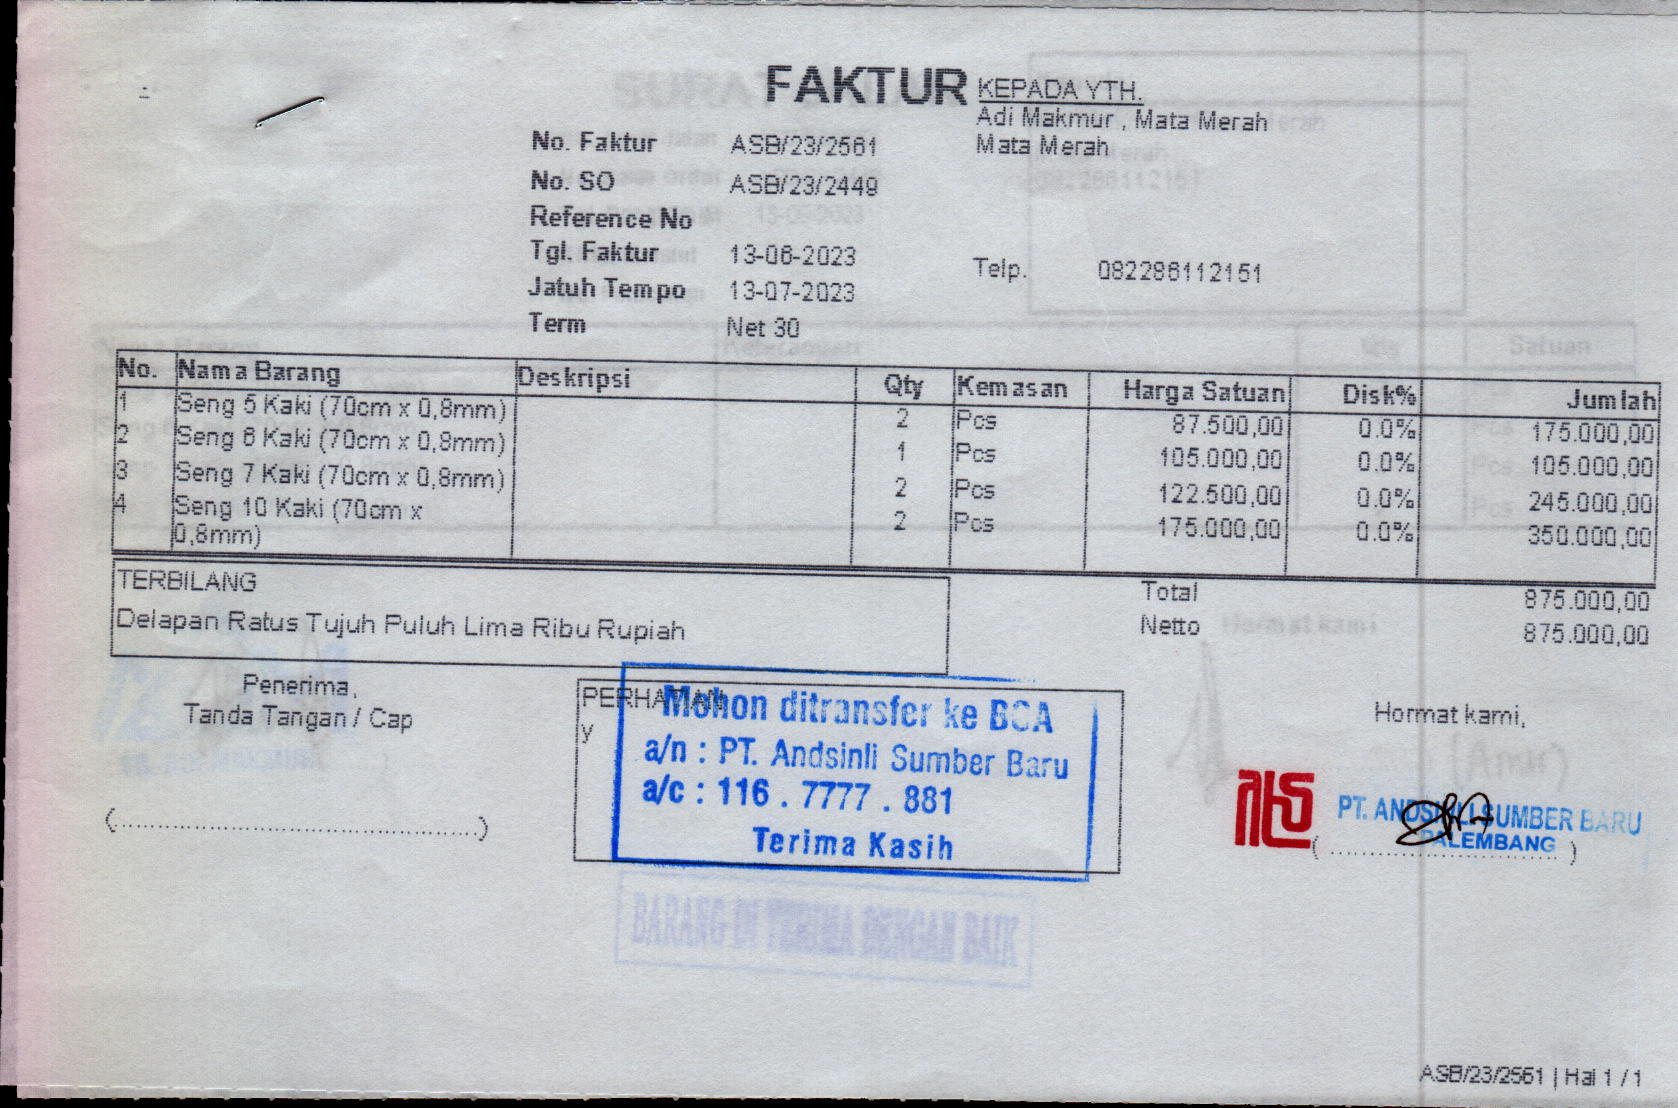 FAKTUR
KEPADA YTH.
Adi Makmur , Mata Merah
Mata Merah
No. Faktur ASB/23/2561
No. SO ASB/23/2449
Reference No
Tgl. Faktur 13-06-2023
Jatuh Tempo 13-07-2023
Term Net 30
Telp. 082286112151
No. Nama Barang Deskripsi Qty Kemasan Harga Satuan Disk% Jumlah
1 Seng 5 Kaki (70cm x 0,8mm) 2 Pcs 87.500,00 0.0% 175.000,00
2 Seng 6 Kaki (70cm x 0,8mm) 1 Pcs 105.000,00 0.0% 105.000,00
3 Seng 7 Kaki (70cm x 0,8mm) 2 Pcs 122.500,00 0.0% 245.000,00
4 Seng 10 Kaki (70cm x 2 Pcs 175.000,00 0.0% 350.000,00
0,8mm)
TERBILANG
Delapan Ratus Tujuh Puluh Lima Ribu Rupiah
Total 875.000,00
Netto 875.000,00
Penerima,
Tanda Tangan / Cap
PERHATIAN
y
Mohon ditransfer ke BCA
a/n : PT. Andsinli Sumber Baru
a/c : 116 . 7777 . 881
Terima Kasih
Hormat kami,
PT. ANDSINLI SUMBER BARU
PALEMBANG
BARANG DI TERIMA DENGAN BAIK
ASB/23/2561 | Hal 1 / 1